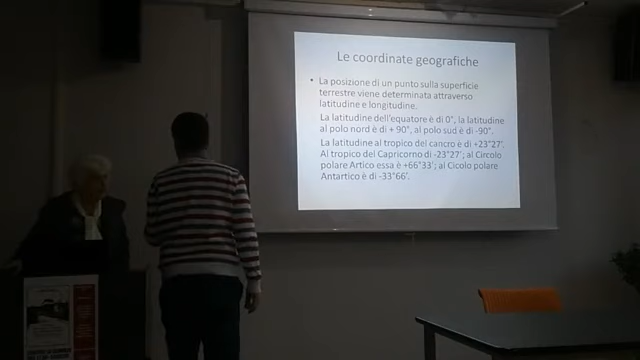 Le coordinate geografiche
• La posizione di un punto sulla superficie
terrestre viene determinata attraverso
latitudine e longitudine.
La latitudine dell'equatore è di 0°, la latitudine
al polo nord è di + 90°, al polo sud è di -90°.
La latitudine al tropico del cancro è di +23°27'.
Al tropico del Capricorno di -23°27'; al Circolo
polare Artico essa è +66°33'; al Cicolo polare
Antartico è di -33°66'.